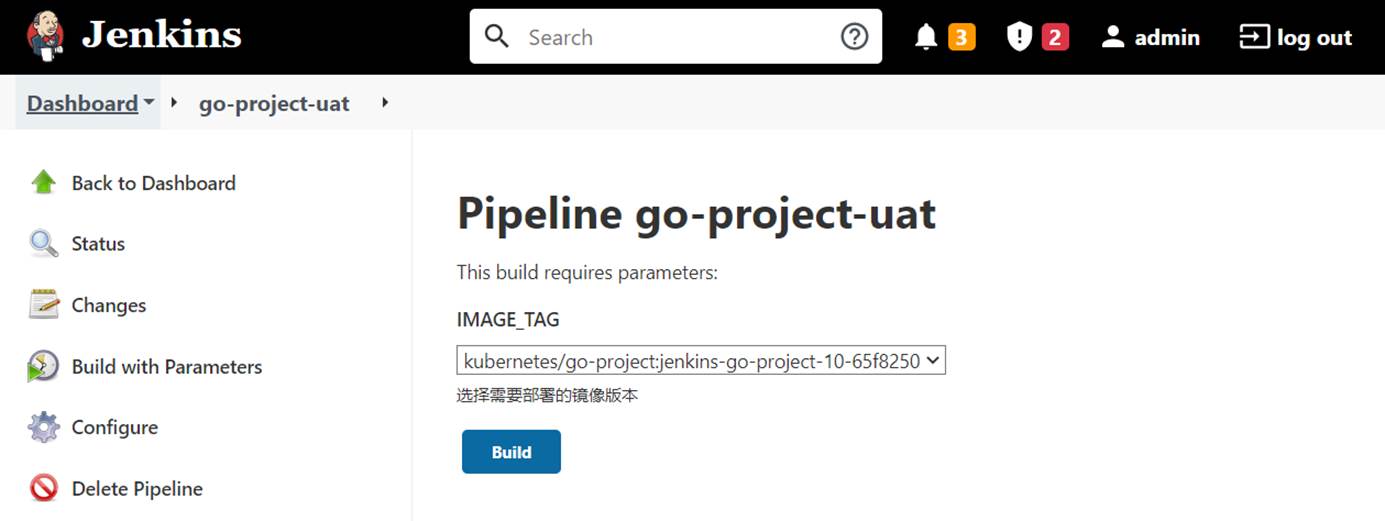 Jenkins
Search
3
2
admin
log out
Dashboard
go-project-uat
Back to Dashboard
Status
Changes
Build with Parameters
Configure
Delete Pipeline
Pipeline go-project-uat
This build requires parameters:
IMAGE_TAG
kubernetes/go-project:jenkins-go-project-10-65f8250
选择需要部署的镜像版本
Build